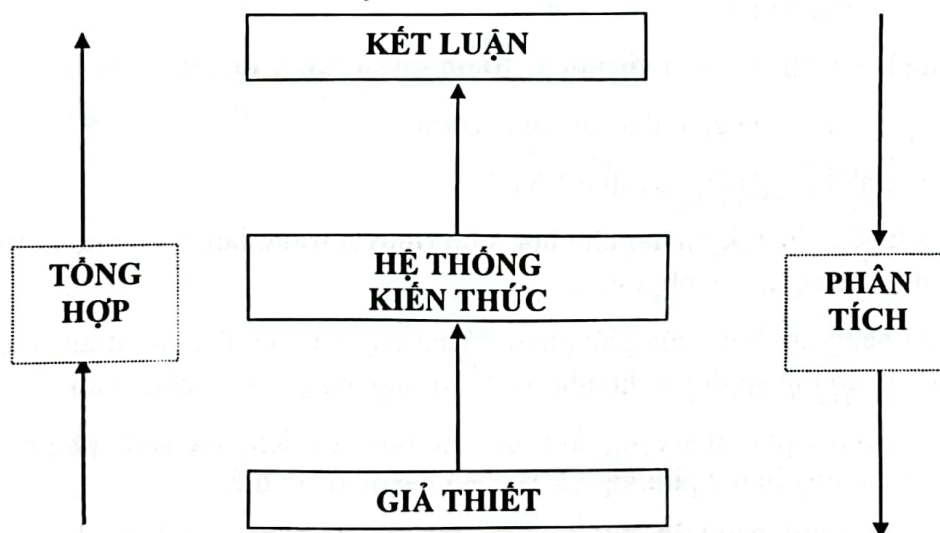 KẾT LUẬN
TỔNG
HỢP
HỆ THỐNG
KIẾN THỨC
PHÂN
TÍCH
GIẢ THIẾT